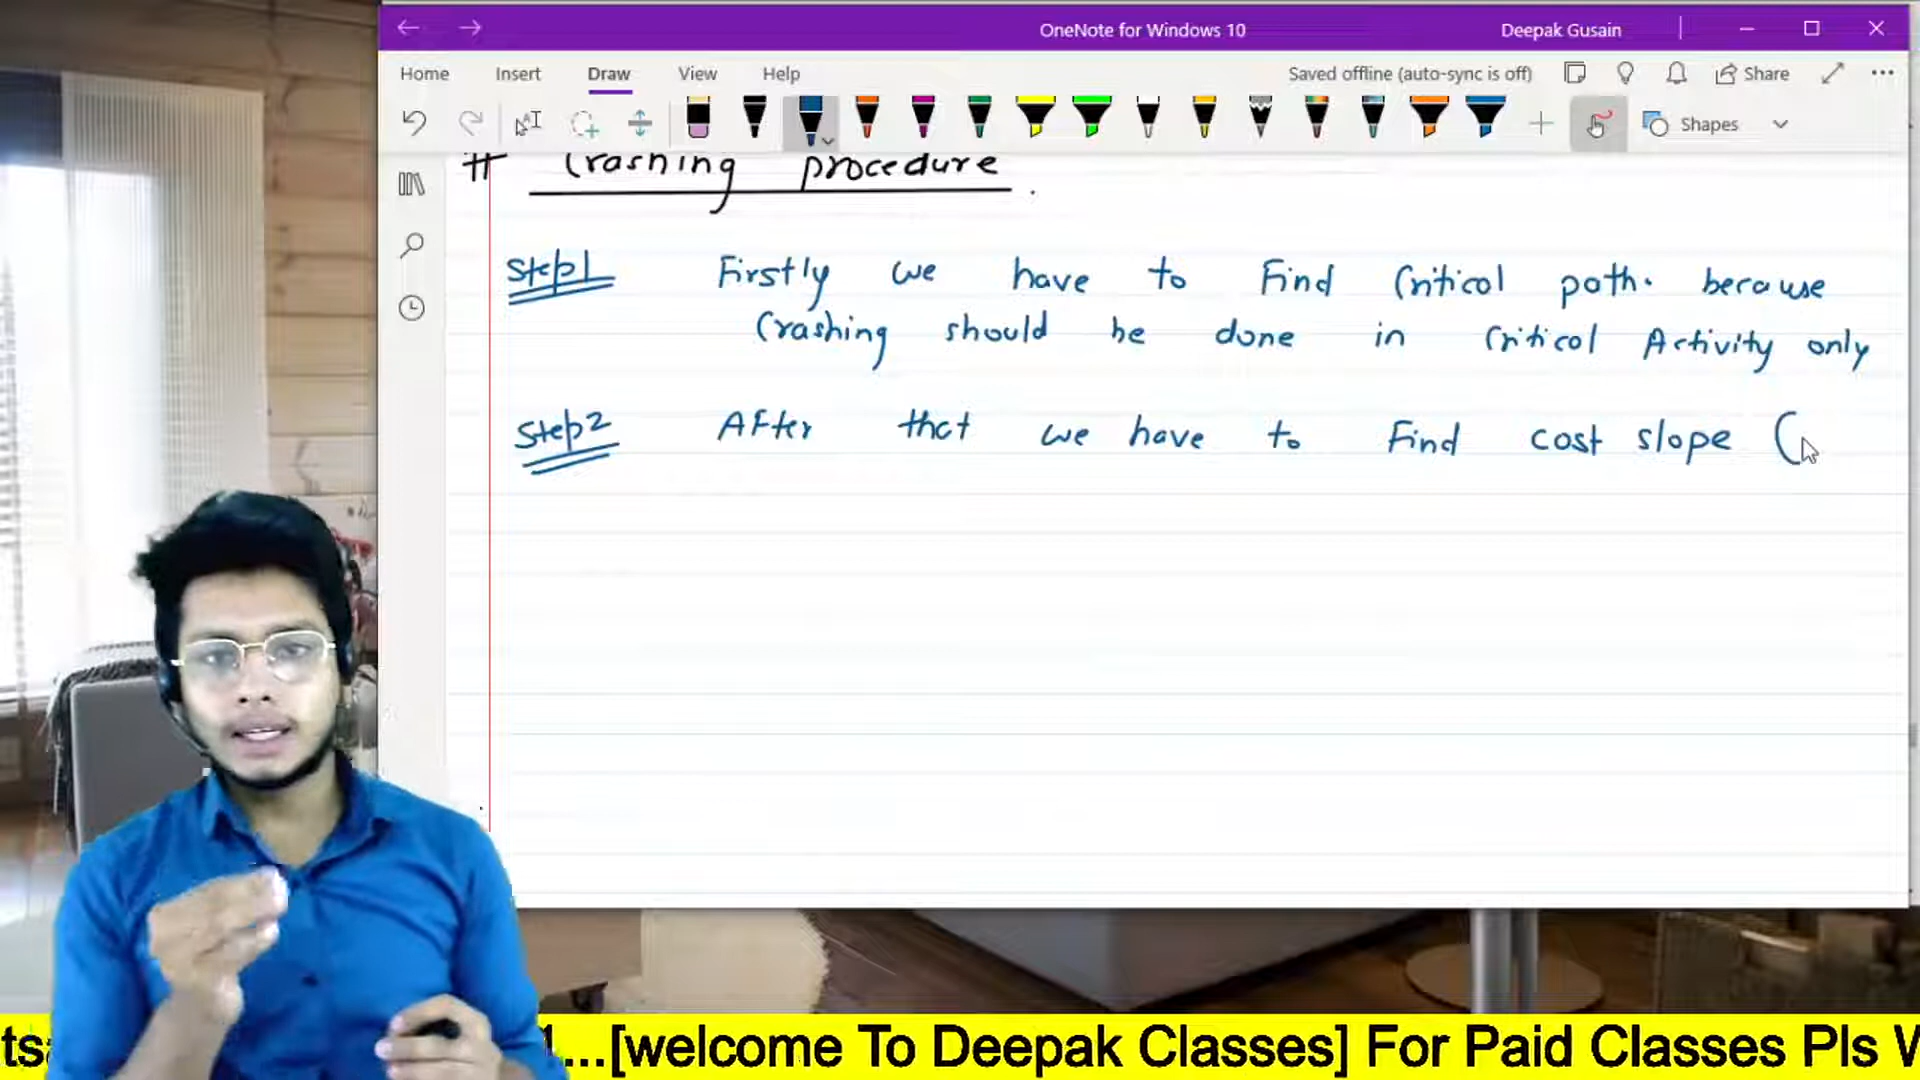 OneNote for Windows 10
Deepak Gusain
Home Insert Draw View Help
Saved offline (auto-sync is off)
Share
Shapes
# Crashing procedure.
Step1 Firstly we have to Find Critical path. because
Crashing should be done in Critical Activity only
Step2 After that we have to Find cost slope (
1...[welcome To Deepak Classes] For Paid Classes Pls W